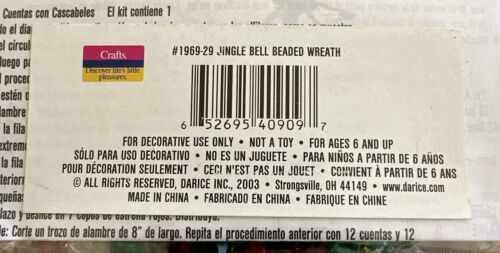 Cuentas con Cascabeles El kit contiene 1
#1969-29 JINGLE BELL BEADED WREATH
Crafts.
Discover life's little
pleasures.
6 52695 40909 7
FOR DECORATIVE USE ONLY • NOT A TOY • FOR AGES 6 AND UP
SÓLO PARA USO DECORATIVO • NO ES UN JUGUETE • PARA NIÑOS A PARTIR DE 6 AÑOS
POUR DÉCORATION SEULEMENT • CECI N'EST PAS UN JOUET • CONVIENT À PARTIR DE 6 ANS
© ALL RIGHTS RESERVED, DARICE INC., 2003 • Strongsville, OH 44149 • www.darice.com
MADE IN CHINA • FABRICADO EN CHINA • FABRIQUE EN CHINE
Corte un trozo de alambre de 8" de largo. Repita el procedimiento anterior con 12 cuentas y 12